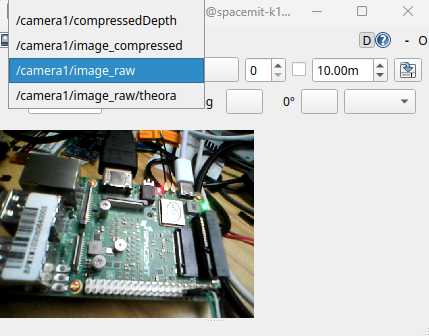 /camera1/compressedDepth
@spacemit-k1...
/camera1/image_compressed
D
- O
/camera1/image_raw
0
10.00m
/camera1/image_raw/theora
0°